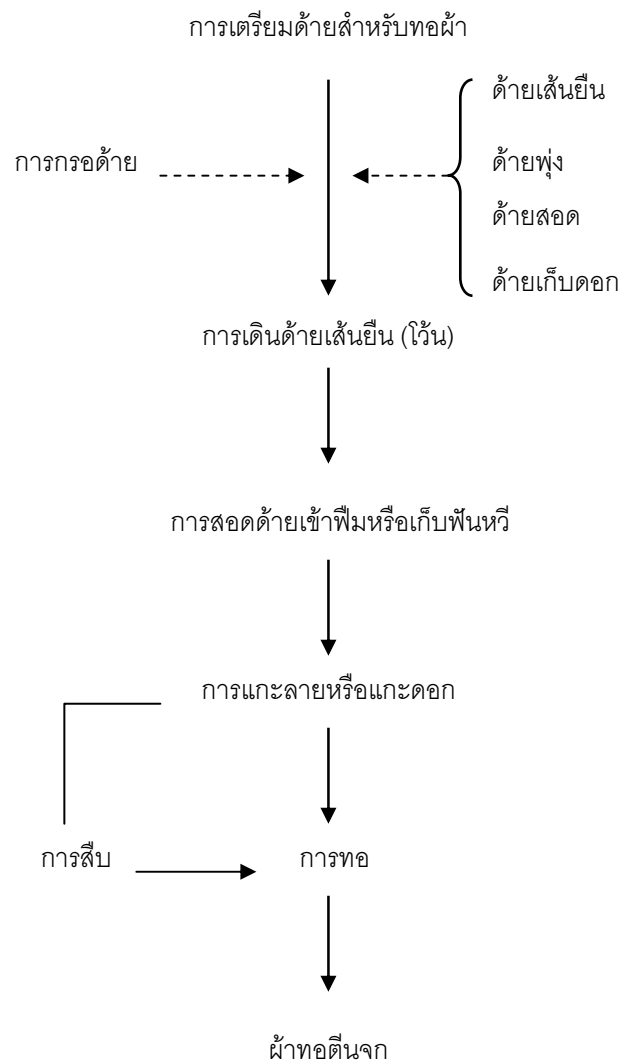 การเตรียมด้ายสำหรับทอผ้า
ด้ายเส้นยืน
การกรอด้าย
ด้ายพุ่ง
ด้ายสอด
ด้ายเก็บดอก
การเดินด้ายเส้นยืน (โว้น)
การสอดด้ายเข้าฟืมหรือเก็บฟันหวี
การแกะลายหรือแกะดอก
การสืบ
การทอ
ผ้าทอตีนจก